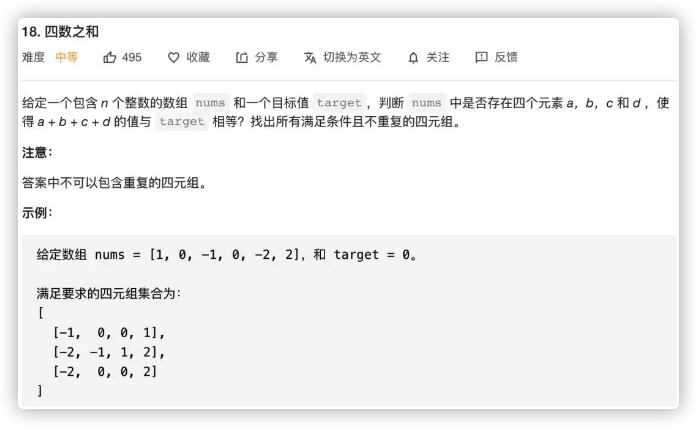 18. 四数之和
难度 中等 495 收藏 分享 切换为英文 关注 反馈
给定一个包含 n 个整数的数组 nums 和一个目标值 target，判断 nums 中是否存在四个元素 a，b，c 和 d ，使
得 a + b + c + d 的值与 target 相等？找出所有满足条件且不重复的四元组。
注意：
答案中不可以包含重复的四元组。
示例：
给定数组 nums = [1, 0, -1, 0, -2, 2]，和 target = 0。
满足要求的四元组集合为：
[
[-1, 0, 0, 1],
[-2, -1, 1, 2],
[-2, 0, 0, 2]
]